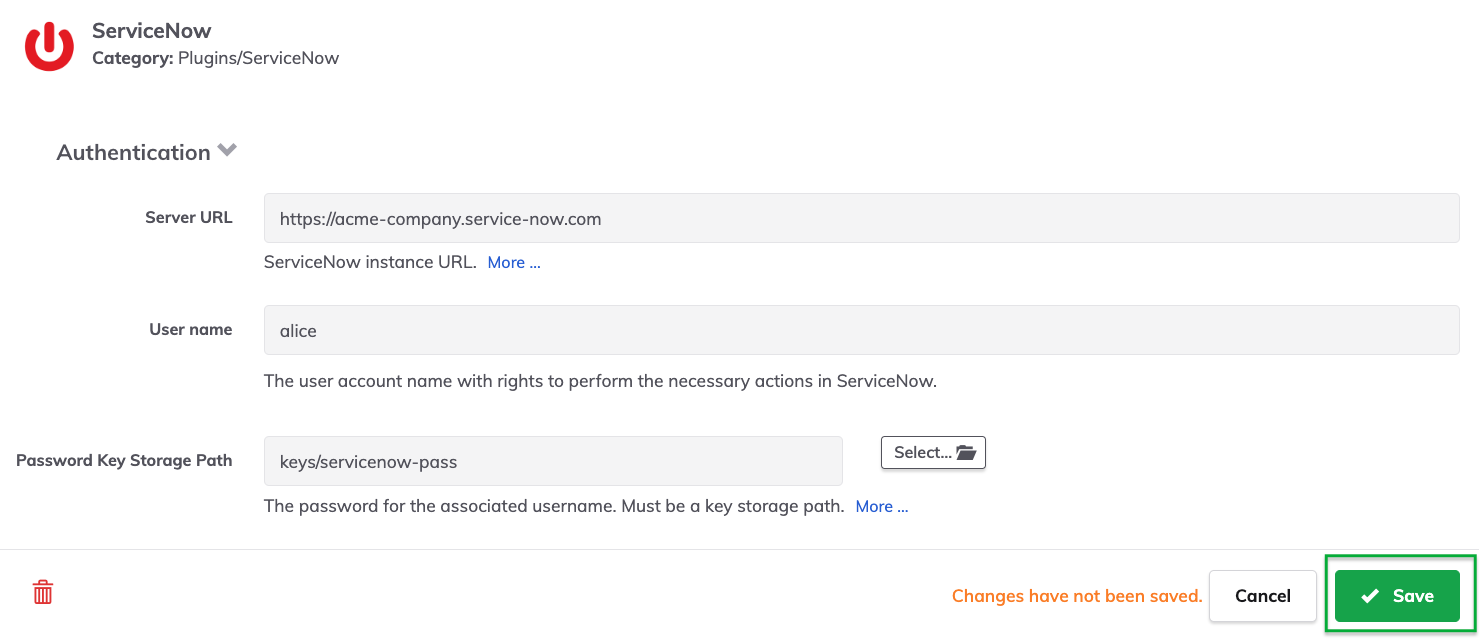 ServiceNow
Category: Plugins/ServiceNow
Authentication
Server URL
https://acme-company.service-now.com
ServiceNow instance URL. More ...
User name
alice
The user account name with rights to perform the necessary actions in ServiceNow.
Password Key Storage Path
keys/servicenow-pass
Select...
The password for the associated username. Must be a key storage path. More ...
Changes have not been saved.
Cancel
Save